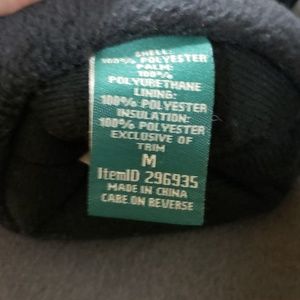 SHELL:
100% POLYESTER
PALM:
100%
POLYURETHANE
LINING:
100% POLYESTER
INSULATION:
100% POLYESTER
EXCLUSIVE OF
TRIM
M
ItemID 296935
MADE IN CHINA
CARE ON REVERSE